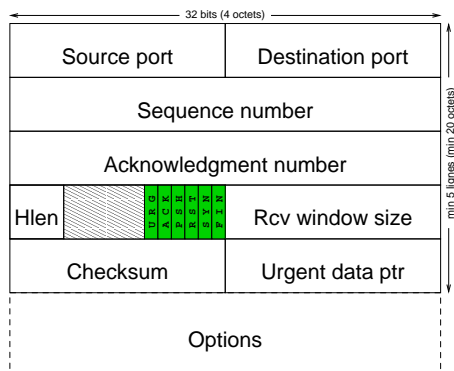 32 bits (4 octets)
Source port
Destination port
Sequence number
Acknowledgment number
Hlen
URG
ACK
PSH
RST
SYN
FIN
Rcv window size
Checksum
Urgent data ptr
Options
min 5 lignes (min 20 octets)